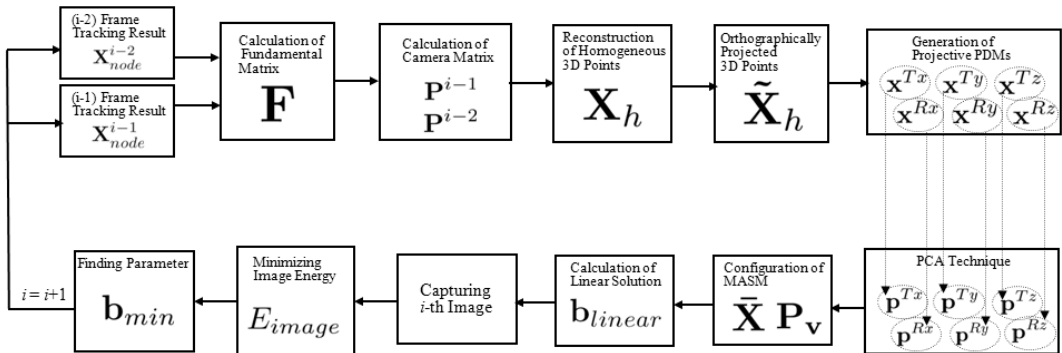 (i-2) Frame
Tracking Result
X_{node}^{i-2}
(i-1) Frame
Tracking Result
X_{node}^{i-1}
Calculation of
Fundamental
Matrix
F
Calculation of
Camera Matrix
P^{i-1}
P^{i-2}
Reconstruction
of Homogeneous
3D Points
X_h
Orthographically
Projected
3D Points
X̃_h
Generation of
Projective PDMs
x^{Tx} x^{Ty} x^{Tz}
x^{Rx} x^{Ry} x^{Rz}
PCA Technique
p^{Tx} p^{Ty} p^{Tz}
p^{Rx} p^{Ry} p^{Rz}
Configuration of
MASM
X̄ P_v
Calculation of
Linear Solution
b_{linear}
Capturing
i-th Image
Minimizing
Image Energy
E_{image}
Finding Parameter
b_{min}
i = i+1